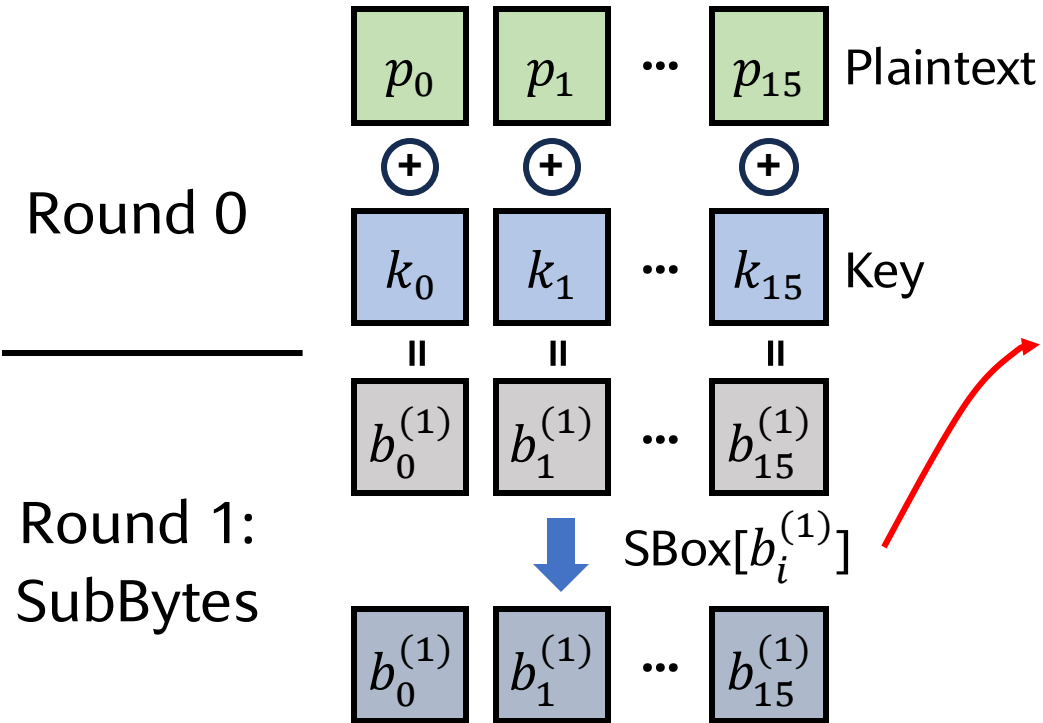 p₀ p₁ ··· p₁₅ Plaintext
+ + +
Round 0
k₀ k₁ ··· k₁₅ Key
= = =
b₀⁽¹⁾ b₁⁽¹⁾ ··· b₁₅⁽¹⁾
Round 1:
SubBytes
SBox[bᵢ⁽¹⁾]
b₀⁽¹⁾ b₁⁽¹⁾ ··· b₁₅⁽¹⁾